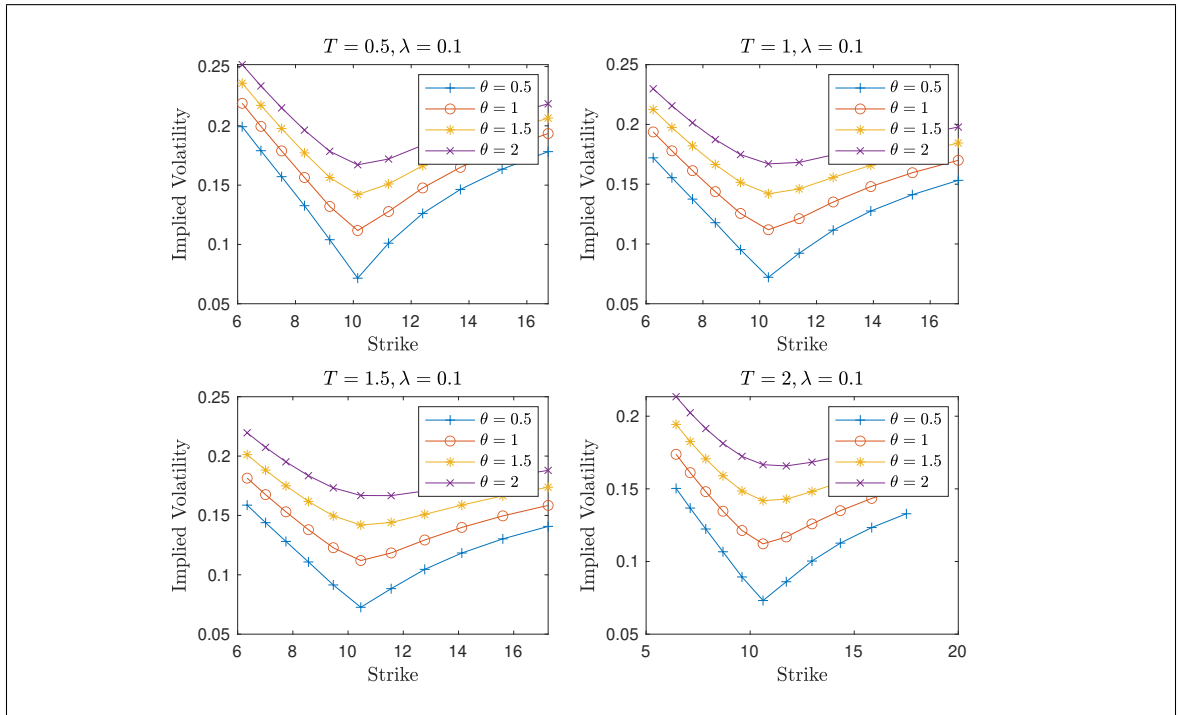 T = 0.5, λ = 0.1
0.25
0.2
0.15
0.1
0.05
6 8 10 12 14 16
Implied Volatility
Strike
θ = 0.5
θ = 1
θ = 1.5
θ = 2
T = 1, λ = 0.1
0.25
0.2
0.15
0.1
0.05
6 8 10 12 14 16
Implied Volatility
Strike
θ = 0.5
θ = 1
θ = 1.5
θ = 2
T = 1.5, λ = 0.1
0.25
0.2
0.15
0.1
0.05
6 8 10 12 14 16
Implied Volatility
Strike
θ = 0.5
θ = 1
θ = 1.5
θ = 2
T = 2, λ = 0.1
0.2
0.15
0.1
0.05
5 10 15 20
Implied Volatility
Strike
θ = 0.5
θ = 1
θ = 1.5
θ = 2